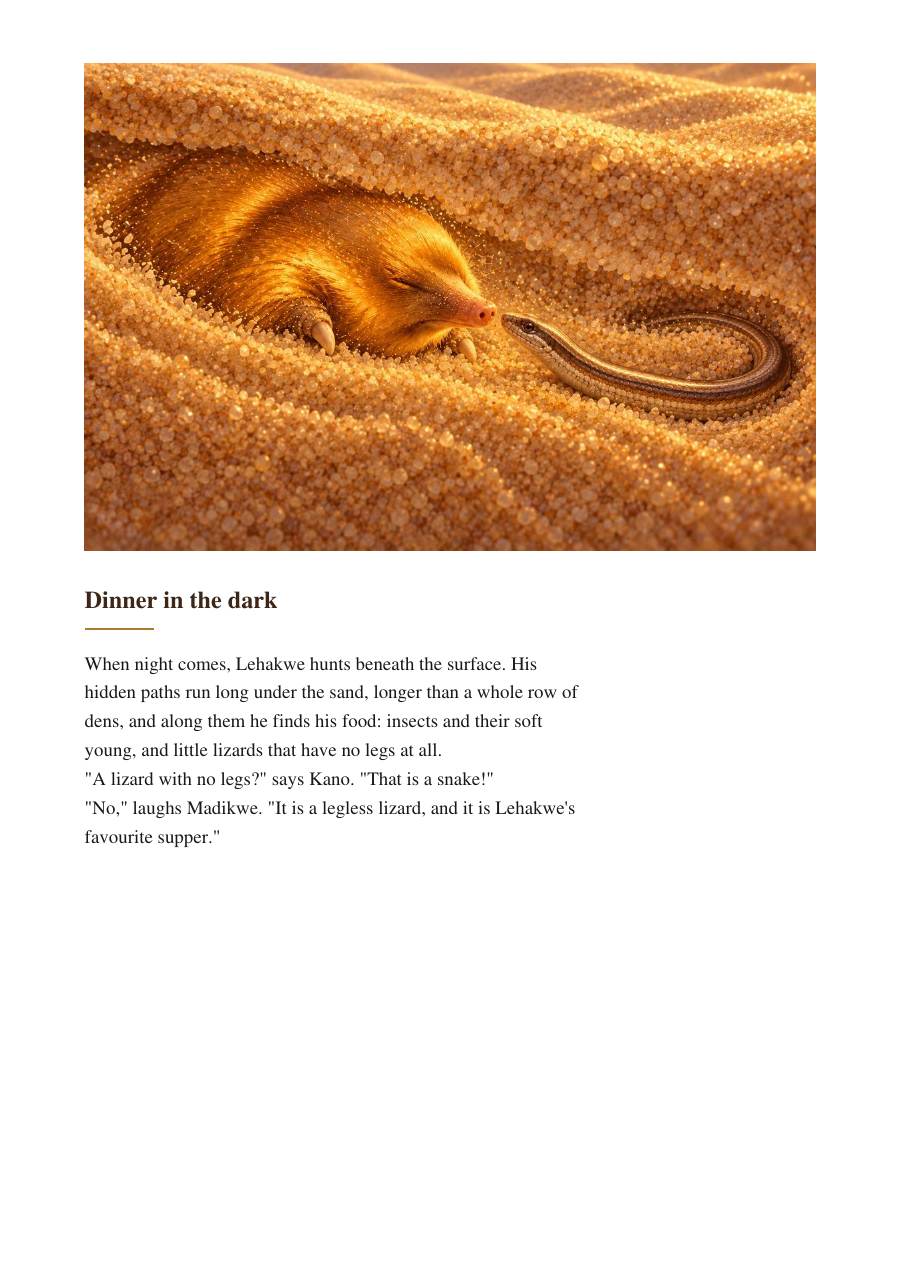 Dinner in the dark
When night comes, Lehakwe hunts beneath the surface. His
hidden paths run long under the sand, longer than a whole row of
dens, and along them he finds his food: insects and their soft
young, and little lizards that have no legs at all.
"A lizard with no legs?" says Kano. "That is a snake!"
"No," laughs Madikwe. "It is a legless lizard, and it is Lehakwe's
favourite supper."